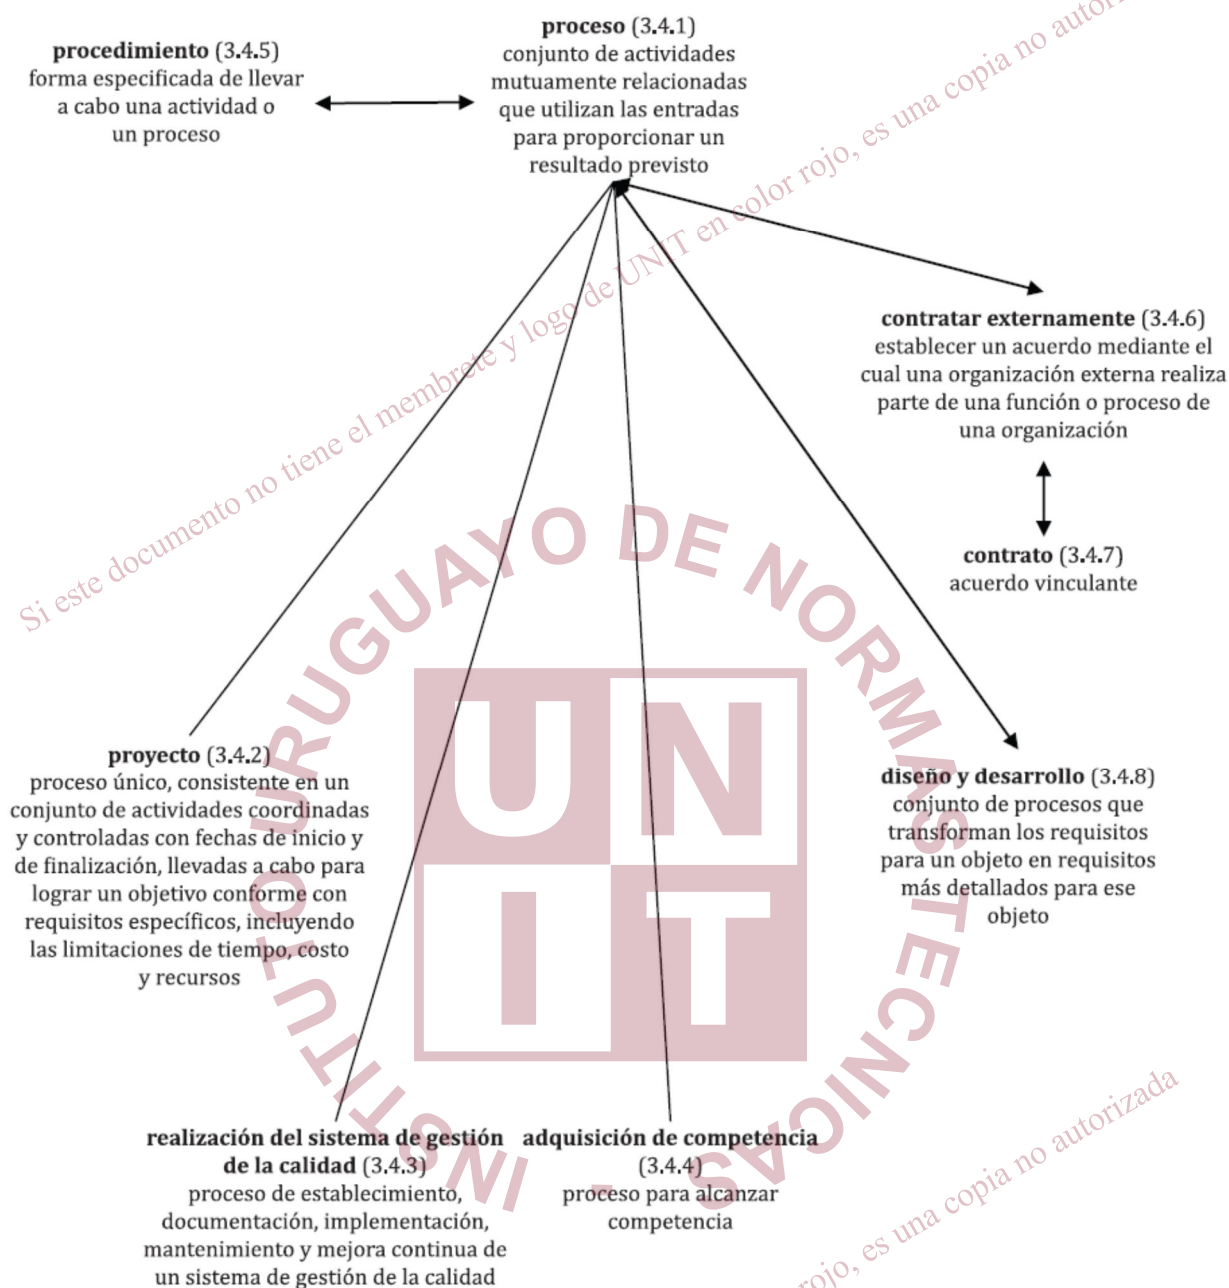 proceso (3.4.1)
conjunto de actividades
mutuamente relacionadas
que utilizan las entradas
para proporcionar un
resultado previsto
procedimiento (3.4.5)
forma especificada de llevar
a cabo una actividad o
un proceso
contratar externamente (3.4.6)
establecer un acuerdo mediante el
cual una organización externa realiza
parte de una función o proceso de
una organización
contrato (3.4.7)
acuerdo vinculante
proyecto (3.4.2)
proceso único, consistente en un
conjunto de actividades coordinadas
y controladas con fechas de inicio y
de finalización, llevadas a cabo para
lograr un objetivo conforme con
requisitos específicos, incluyendo
las limitaciones de tiempo, costo
y recursos
diseño y desarrollo (3.4.8)
conjunto de procesos que
transforman los requisitos
para un objeto en requisitos
más detallados para ese
objeto
realización del sistema de gestión
de la calidad (3.4.3)
proceso de establecimiento,
documentación, implementación,
mantenimiento y mejora continua de
un sistema de gestión de la calidad
adquisición de competencia
(3.4.4)
proceso para alcanzar
competencia
Si este documento no tiene el membrete y logo de UNIT en color rojo, es una copia no
rojo, es una copia no autorizada
INSTITUTO URUGUAYO DE NORMAS TECNICAS -
UN
IT